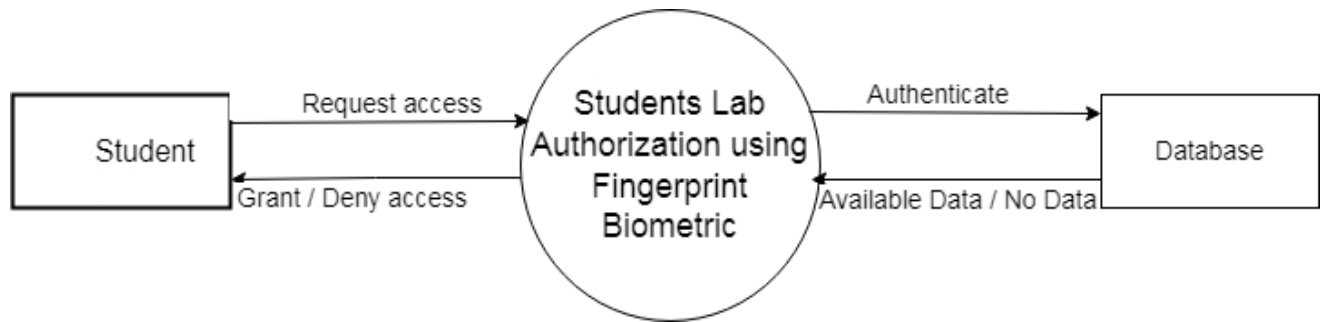 Student
Request access
Grant / Deny access
Students Lab
Authorization using
Fingerprint
Biometric
Authenticate
Available Data / No Data
Database